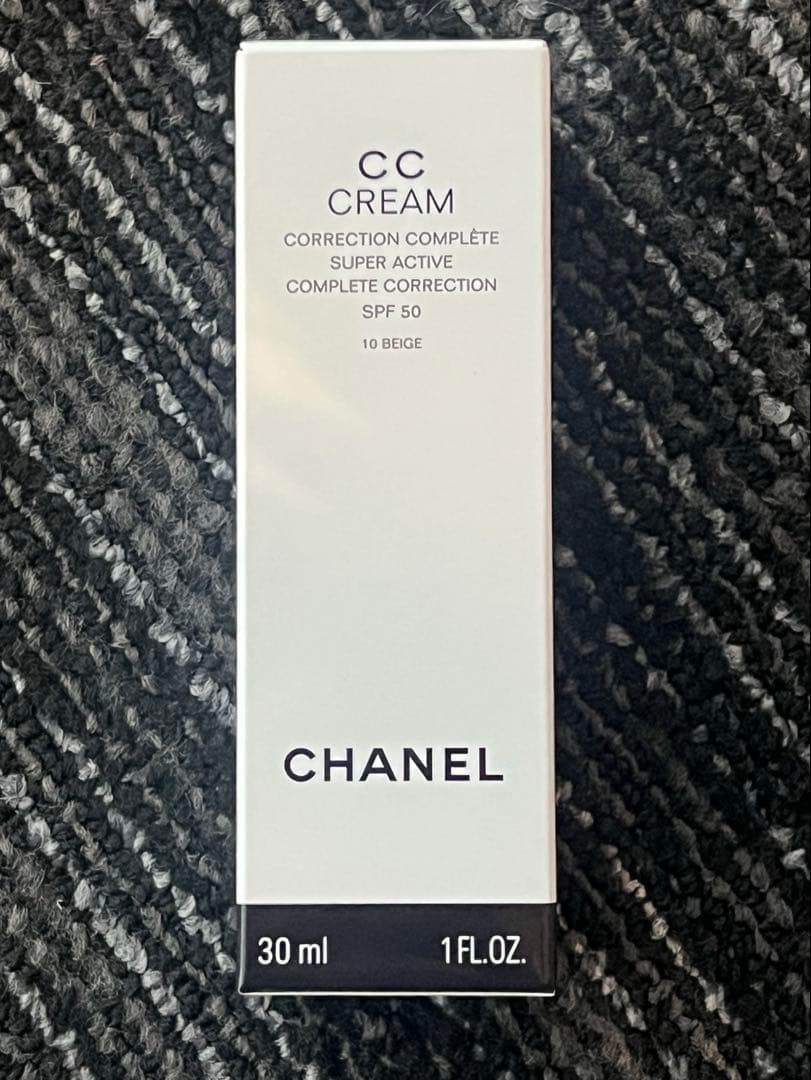 CC
CREAM
CORRECTION COMPLÈTE
SUPER ACTIVE
COMPLETE CORRECTION
SPF 50
10 BEIGE
CHANEL
30 ml 1 FL.OZ.